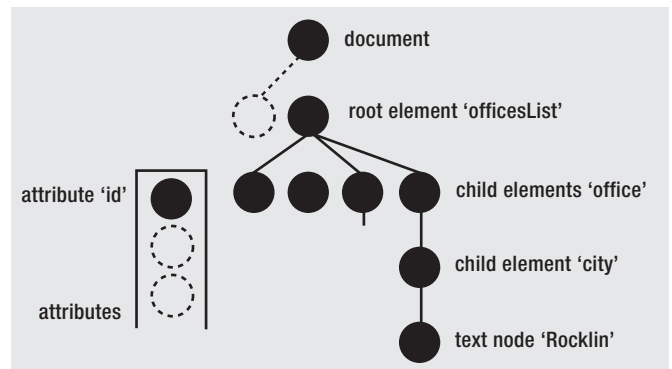 document
root element ‘officesList’
attribute ‘id’
child elements ‘office’
child element ‘city’
attributes
text node ‘Rocklin’